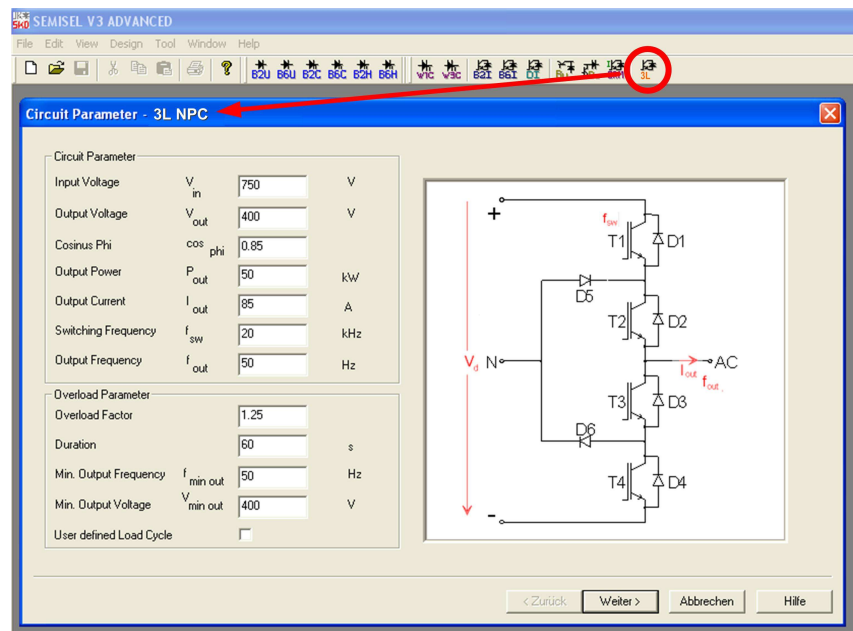 SEMISEL V3 ADVANCED
File Edit View Design Tool Window Help
B2U B6U B2C B6C B2H B6H W1C W3C B2I B6I DI 3L
Circuit Parameter - 3L NPC
Circuit Parameter
Input Voltage V in 750 V
Output Voltage V out 400 V
Cosinus Phi cos phi 0.85
Output Power P out 50 kW
Output Current I out 85 A
Switching Frequency f sw 20 kHz
Output Frequency f out 50 Hz
Overload Parameter
Overload Factor 1.25
Duration 60 s
Min. Output Frequency f min out 50 Hz
Min. Output Voltage V min out 400 V
User defined Load Cycle
+
fsw
T1 D1
D5
T2 D2
Vd N AC
Iout fout
T3 D3
D6
T4 D4
-
< Zurück Weiter > Abbrechen Hilfe